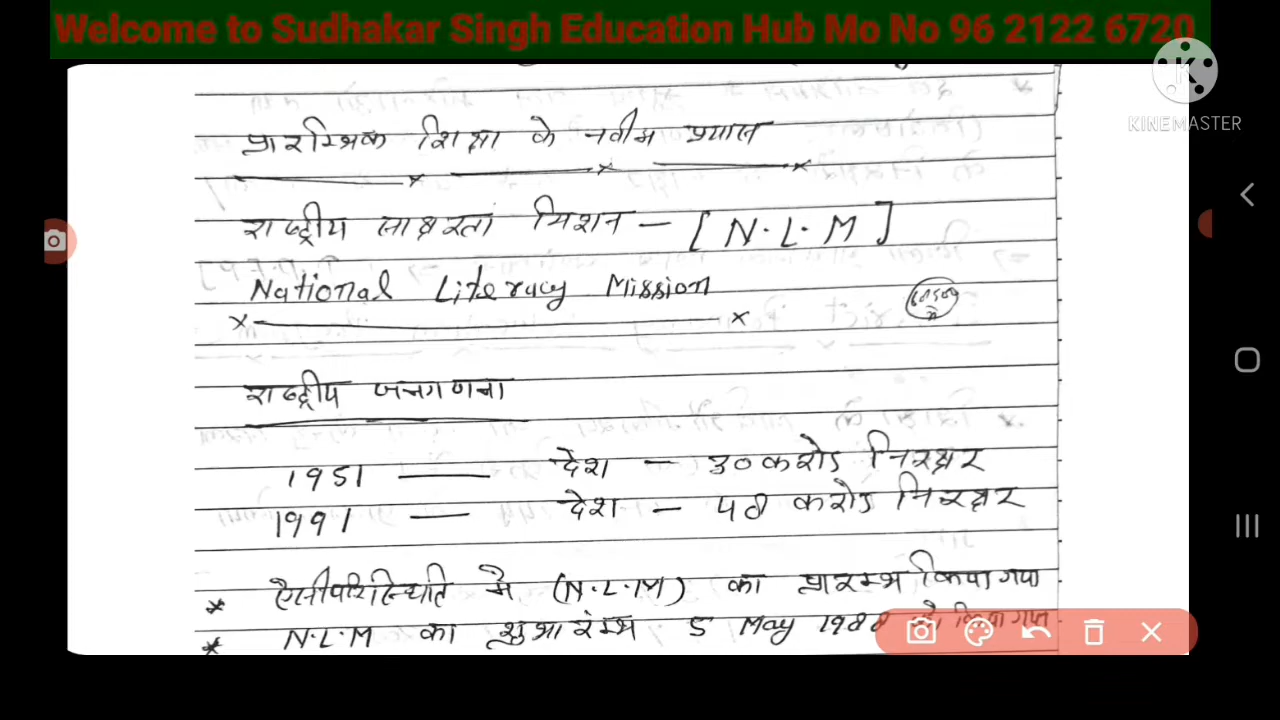 Welcome to Sudhakar Singh Education Hub Mo No 96 2122 6720
K
KINEMASTER
प्रारम्भिक शिक्षा के नवीन प्रयास
राष्ट्रीय साक्षरता मिशन — [N.L.M]
National Literacy Mission
राष्ट्रीय जनगणना
1951 — देश — 30 करोड़ निरक्षर
1991 — देश — 48 करोड़ निरक्षर
* ऐसी परिस्थिति मे (N.L.M) का प्रारम्भ किया गया
* N.L.M का शुभारंम्भ 5 May 1988 को किया गया